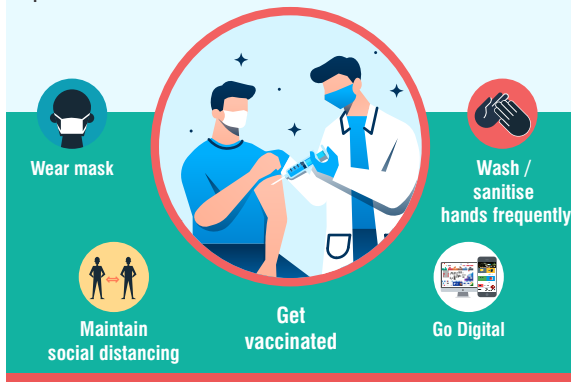 Wear mask
Wash /
sanitise
hands frequently
Maintain
social distancing
Get
vaccinated
Go Digital